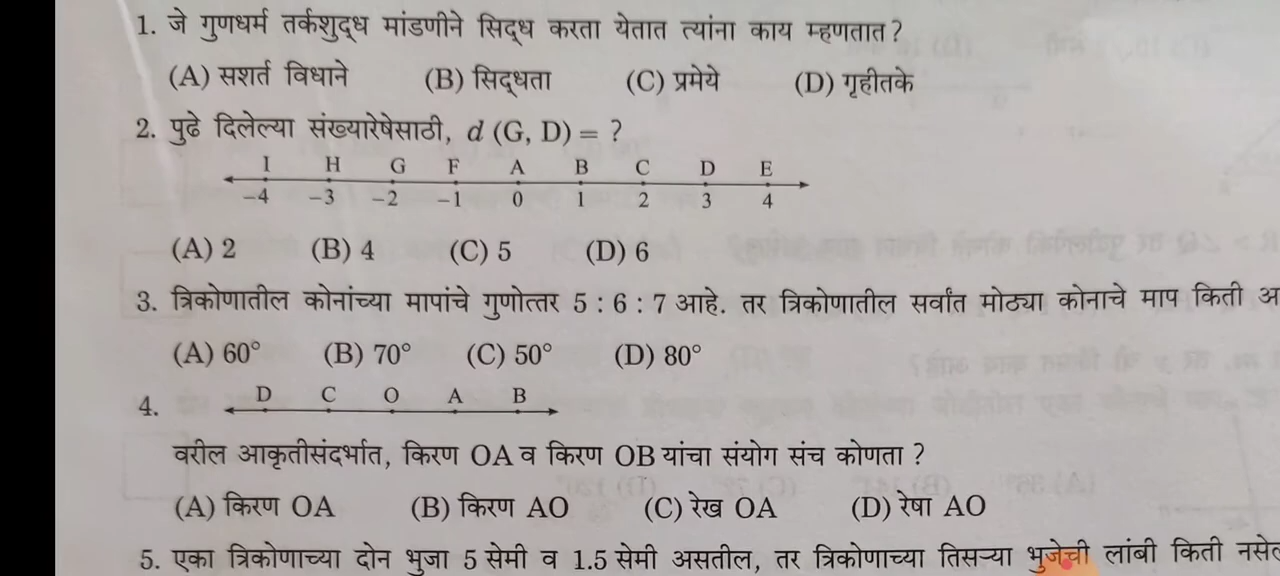 1. जे गुणधर्म तर्कशुद्ध मांडणीने सिद्ध करता येतात त्यांना काय म्हणतात ?
(A) सशर्त विधाने (B) सिद्धता (C) प्रमेये (D) गृहीतके
2. पुढे दिलेल्या संख्यारेषेसाठी, d (G, D) = ?
I H G F A B C D E
–4 –3 –2 –1 0 1 2 3 4
(A) 2 (B) 4 (C) 5 (D) 6
3. त्रिकोणातील कोनांच्या मापांचे गुणोत्तर 5 : 6 : 7 आहे. तर त्रिकोणातील सर्वांत मोठ्या कोनाचे माप किती
(A) 60° (B) 70° (C) 50° (D) 80°
4. D C O A B
वरील आकृतीसंदर्भात, किरण OA व किरण OB यांचा संयोग संच कोणता ?
(A) किरण OA (B) किरण AO (C) रेख OA (D) रेषा AO
5. एका त्रिकोणाच्या दोन भुजा 5 सेमी व 1.5 सेमी असतील, तर त्रिकोणाच्या तिसऱ्या भुजेची लांबी किती